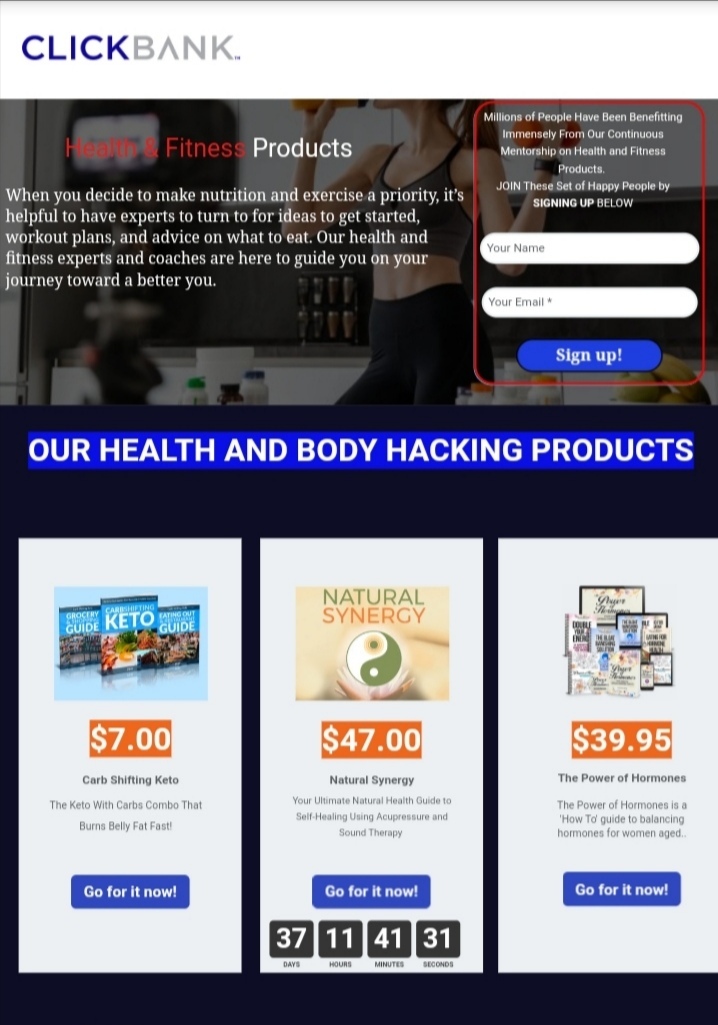 CLICKBANK™
Health & Fitness Products
When you decide to make nutrition and exercise a priority, it's
helpful to have experts to turn to for ideas to get started,
workout plans, and advice on what to eat. Our health and
fitness experts and coaches are here to guide you on your
journey toward a better you.
Millions of People Have Been Benefitting
Immensely From Our Continuous
Mentorship on Health and Fitness
Products.
JOIN These Set of Happy People by
SIGNING UP BELOW
Your Name
Your Email *
Sign up!
OUR HEALTH AND BODY HACKING PRODUCTS
GROCERY
GUIDE
CARBSHIFTING
KETO
EATING OUT
GUIDE
$7.00
Carb Shifting Keto
The Keto With Carbs Combo That
Burns Belly Fat Fast!
Go for it now!
NATURAL
SYNERGY
$47.00
Natural Synergy
Your Ultimate Natural Health Guide to
Self-Healing Using Acupressure and
Sound Therapy
Go for it now!
37 11 41 31
DAYS HOURS MINUTES SECONDS
Power
$39.95
The Power of Hormones
The Power of Hormones is a
'How To' guide to balancing
hormones for women aged..
Go for it now!